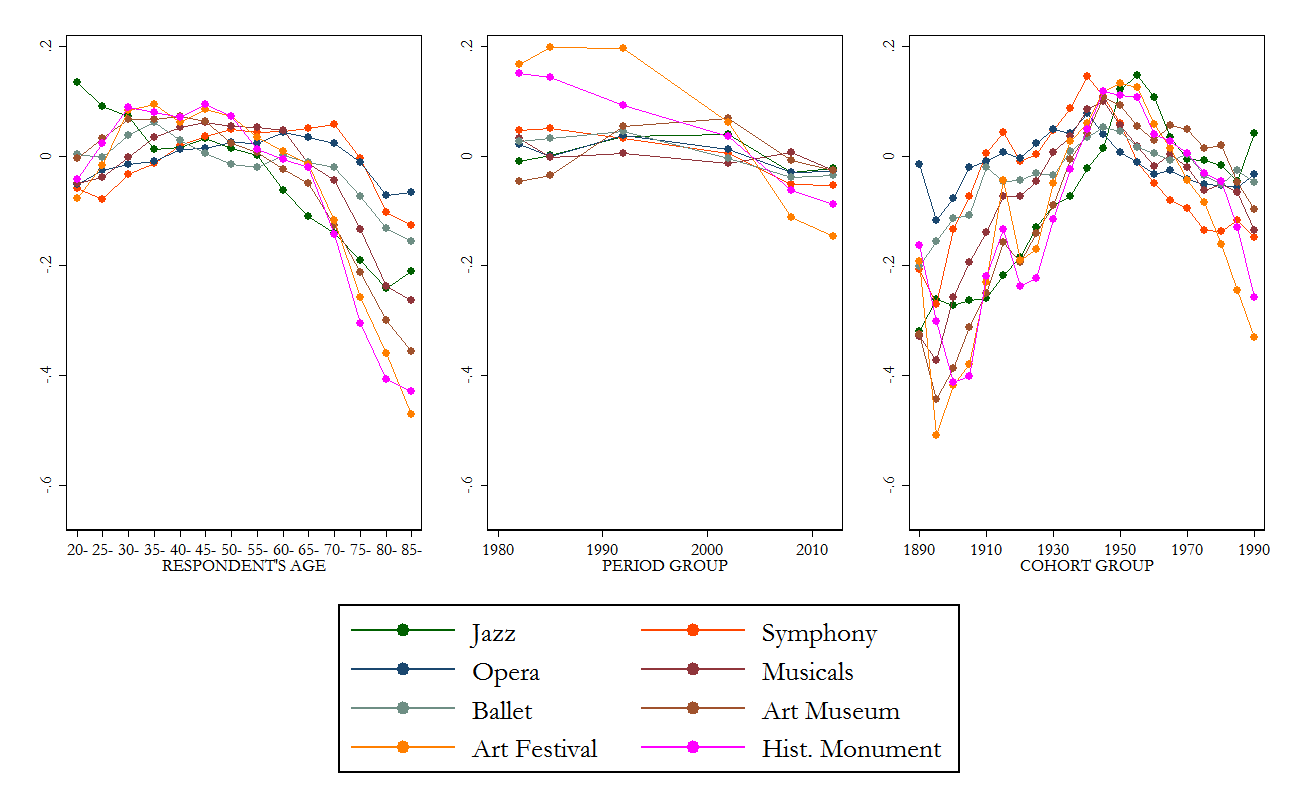 .2
0
-.2
-.4
-.6
20- 25- 30- 35- 40- 45- 50- 55- 60- 65- 70- 75- 80- 85-
RESPONDENT'S AGE
.2
0
-.2
-.4
-.6
1980 1990 2000 2010
PERIOD GROUP
.2
0
-.2
-.4
-.6
1890 1910 1930 1950 1970 1990
COHORT GROUP
Jazz Symphony
Opera Musicals
Ballet Art Museum
Art Festival Hist. Monument